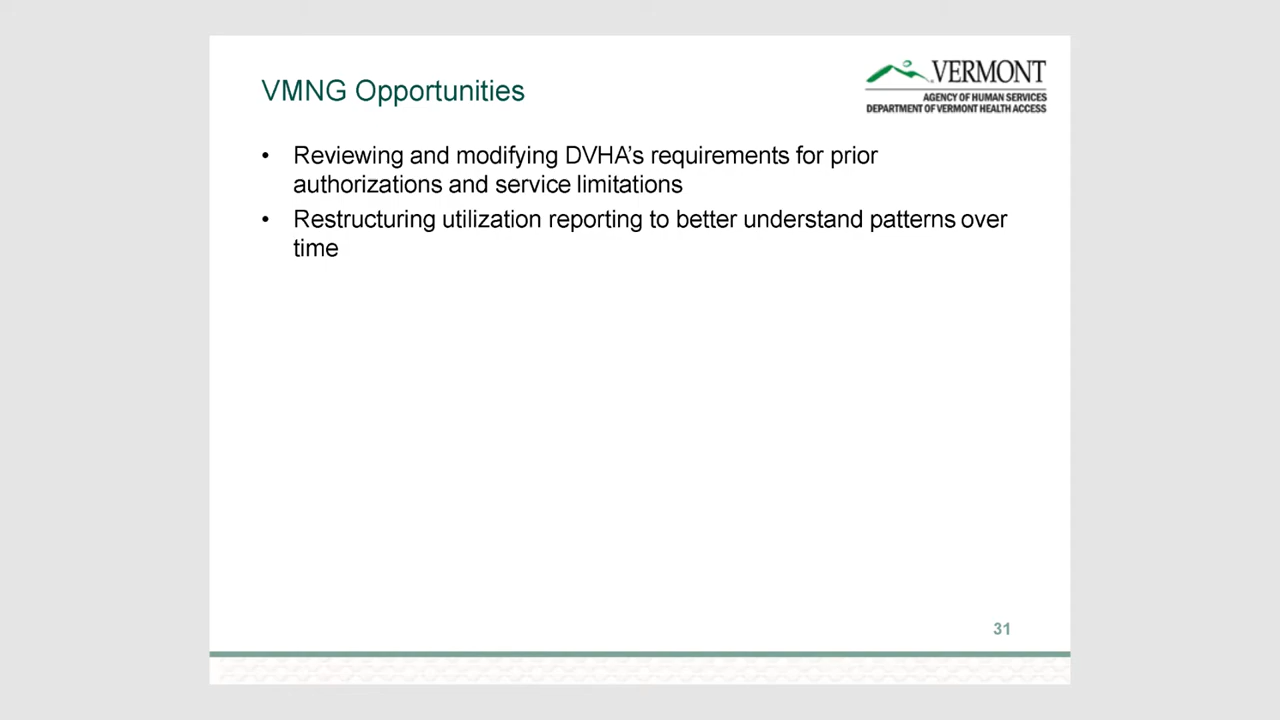 VMNG Opportunities
VERMONT
AGENCY OF HUMAN SERVICES
DEPARTMENT OF VERMONT HEALTH ACCESS
• Reviewing and modifying DVHA's requirements for prior
authorizations and service limitations
• Restructuring utilization reporting to better understand patterns over
time
31